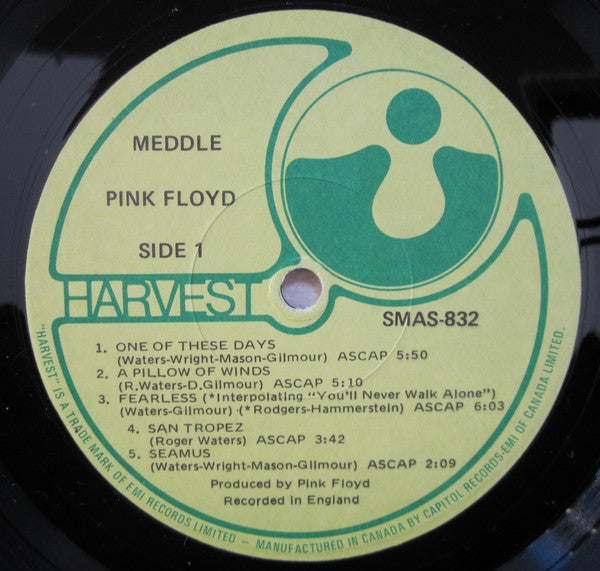 MEDDLE
PINK FLOYD
SIDE 1
HARVEST
SMAS-832
1. ONE OF THESE DAYS
(Waters-Wright-Mason-Gilmour) ASCAP 5:50
2. A PILLOW OF WINDS
(R,Waters-D,Gilmour) ASCAP 5:10
3. FEARLESS (*Interpolating "You'll Never Walk Alone")
(Waters-Gilmour) (*Rodgers-Hammerstein) ASCAP 6:03
4. SAN TROPEZ
(Roger Waters) ASCAP 3:42
5. SEAMUS
(Waters-Wright-Mason-Gilmour) ASCAP 2:09
Produced by Pink Floyd
Recorded in England
"HARVEST" IS A TRADE MARK OF EMI RECORDS LIMITED – MANUFACTURED IN CANADA BY CAPITOL RECORDS-EMI OF CANADA LIMITED.